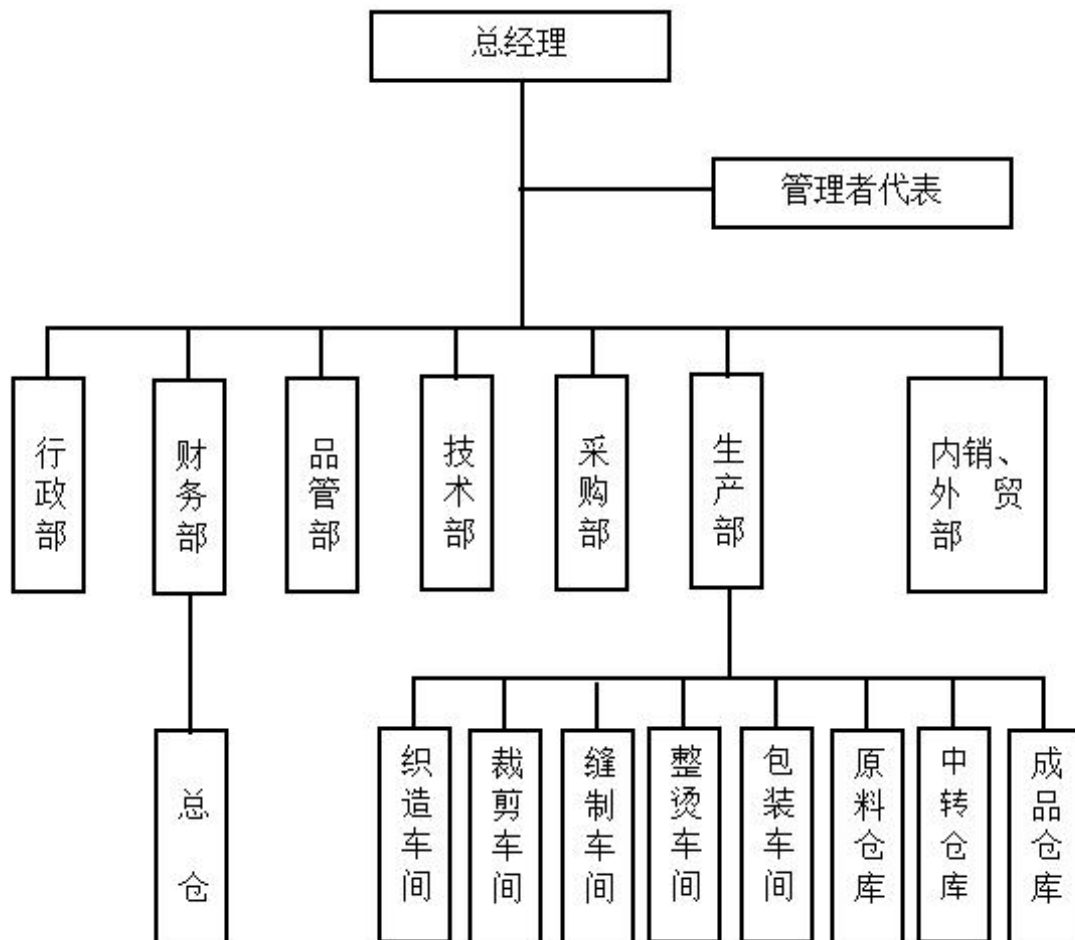 总经理
管理者代表
行政部
财务部
品管部
技术部
采购部
生产部
内销、
外 贸
部
总 仓
织造车间
裁剪车间
缝制车间
整烫车间
包装车间
原料仓库
中转仓库
成品仓库